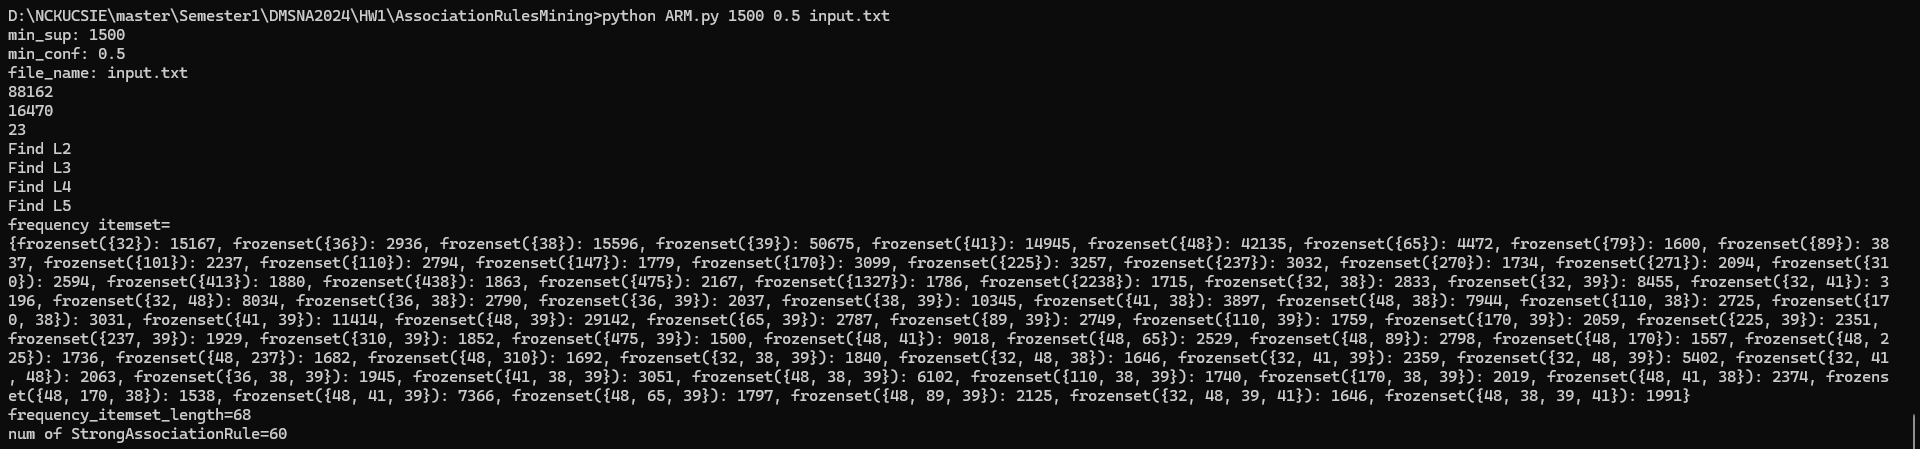 D:\NCKUCSIE\master\Semester1\DMSNA2024\HW1\AssociationRulesMining>python ARM.py 1500 0.5 input.txt
min_sup: 1500
min_conf: 0.5
file_name: input.txt
88162
16470
23
Find L2
Find L3
Find L4
Find L5
frequency itemset=
{frozenset({32}): 15167, frozenset({36}): 2936, frozenset({38}): 15596, frozenset({39}): 50675, frozenset({41}): 14945, frozenset({48}): 42135, frozenset({65}): 4472, frozenset({79}): 1600, frozenset({89}): 38
37, frozenset({101}): 2237, frozenset({110}): 2794, frozenset({147}): 1779, frozenset({170}): 3099, frozenset({225}): 3257, frozenset({237}): 3032, frozenset({270}): 1734, frozenset({271}): 2094, frozenset({31
0}): 2594, frozenset({413}): 1880, frozenset({438}): 1863, frozenset({475}): 2167, frozenset({1327}): 1786, frozenset({2238}): 1715, frozenset({32, 38}): 2833, frozenset({32, 39}): 8455, frozenset({32, 41}): 3
196, frozenset({32, 48}): 8034, frozenset({36, 38}): 2790, frozenset({36, 39}): 2037, frozenset({38, 39}): 10345, frozenset({41, 38}): 3897, frozenset({48, 38}): 7944, frozenset({110, 38}): 2725, frozenset({17
0, 38}): 3031, frozenset({41, 39}): 11414, frozenset({48, 39}): 29142, frozenset({65, 39}): 2787, frozenset({89, 39}): 2749, frozenset({110, 39}): 1759, frozenset({170, 39}): 2059, frozenset({225, 39}): 2351,
frozenset({237, 39}): 1929, frozenset({310, 39}): 1852, frozenset({475, 39}): 1500, frozenset({48, 41}): 9018, frozenset({48, 65}): 2529, frozenset({48, 89}): 2798, frozenset({48, 170}): 1557, frozenset({48, 2
25}): 1736, frozenset({48, 237}): 1682, frozenset({48, 310}): 1692, frozenset({32, 38, 39}): 1840, frozenset({32, 48, 38}): 1646, frozenset({32, 41, 39}): 2359, frozenset({32, 48, 39}): 5402, frozenset({32, 41
, 48}): 2063, frozenset({36, 38, 39}): 1945, frozenset({41, 38, 39}): 3051, frozenset({48, 38, 39}): 6102, frozenset({110, 38, 39}): 1740, frozenset({170, 38, 39}): 2019, frozenset({48, 41, 38}): 2374, frozens
et({48, 170, 38}): 1538, frozenset({48, 41, 39}): 7366, frozenset({48, 65, 39}): 1797, frozenset({48, 89, 39}): 2125, frozenset({32, 48, 39, 41}): 1646, frozenset({48, 38, 39, 41}): 1991}
frequency_itemset_length=68
num of StrongAssociationRule=60